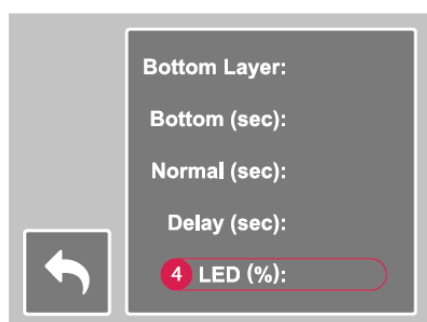 Bottom Layer:
Bottom (sec):
Normal (sec):
Delay (sec):
4 LED (%):